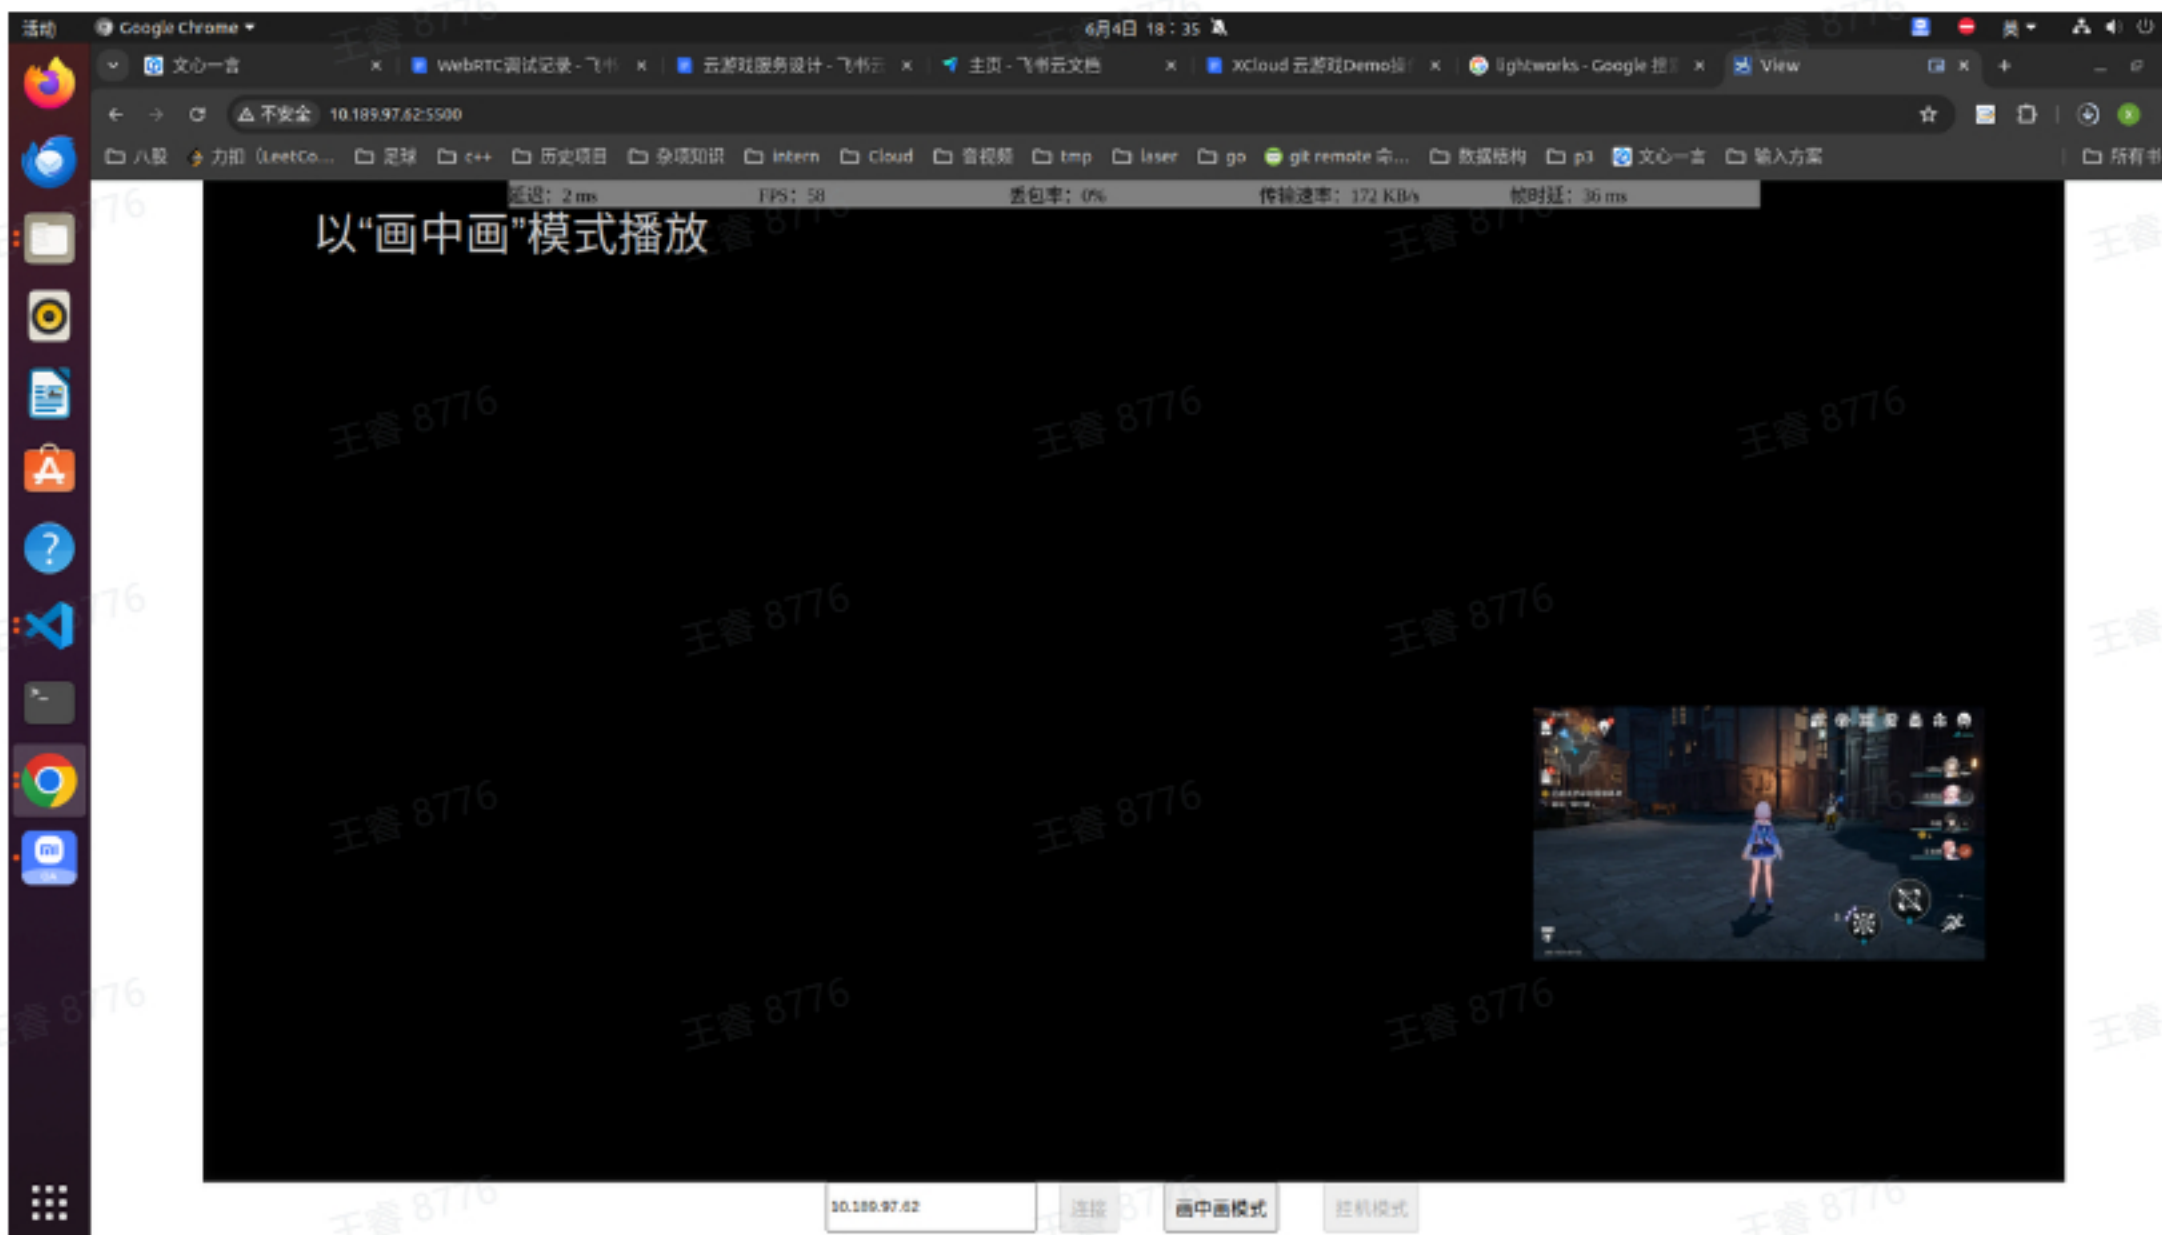 活动 Google Chrome 6月4日 18：35 英
文心一言 WebRTC调试记录 - 飞书 云游戏服务设计 - 飞书云 主页 - 飞书云文档 XCloud 云游戏Demo操 lightworks - Google 搜 View
不安全 10.189.97.62:5500
八股 力扣（LeetCo... 足球 c++ 历史项目 杂项知识 intern Cloud 音视频 tmp laser go git remote 命... 数据结构 p3 文心一言 输入方案 所有书
延迟：2 ms FPS：58 丢包率：0% 传输速率：172 KB/s 帧时延：36 ms
以“画中画”模式播放
10.189.97.62 连接 画中画模式 挂机模式
王睿 8776